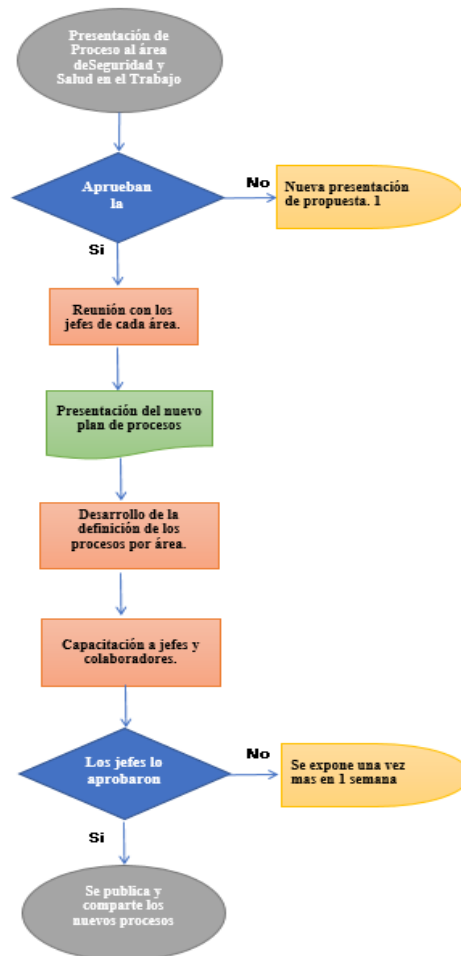 Presentación de
Proceso al área
deSeguridad y
Salud en el Trabajo
Aprueban
la
No
Nueva presentación
de propuesta. 1
Si
Reunión con los
jefes de cada área.
Presentación del nuevo
plan de procesos
Desarrollo de la
definición de los
procesos por área.
Capacitación a jefes y
colaboradores.
Los jefes lo
aprobaron
No
Se expone una vez
mas en 1 semana
Si
Se publica y
comparte los
nuevos procesos